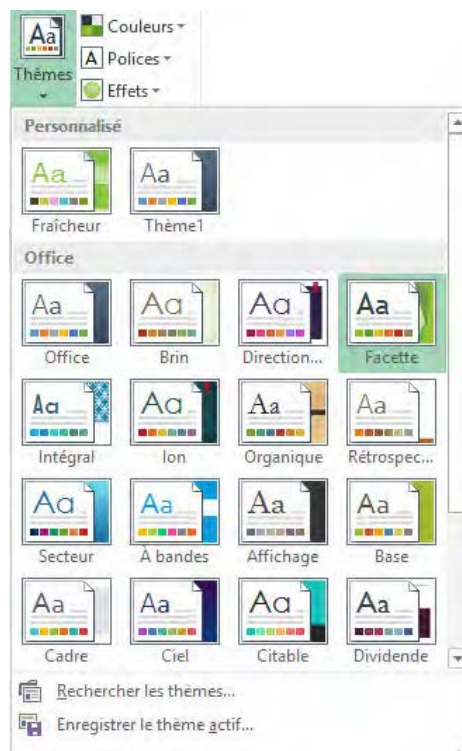 Aa
Thèmes
Couleurs
A Polices
Effets
Personnalisé
Aa Aa
Fraîcheur Thème1
Office
Aa Aa Aa Aa
Office Brin Direction... Facette
Aa Aa Aa Aa
Intégral Ion Organique Rétrospec...
Aa Aa Aa Aa
Secteur À bandes Affichage Base
Aa Aa Aa Aa
Cadre Ciel Citable Dividende
Rechercher les thèmes...
Enregistrer le thème actif...